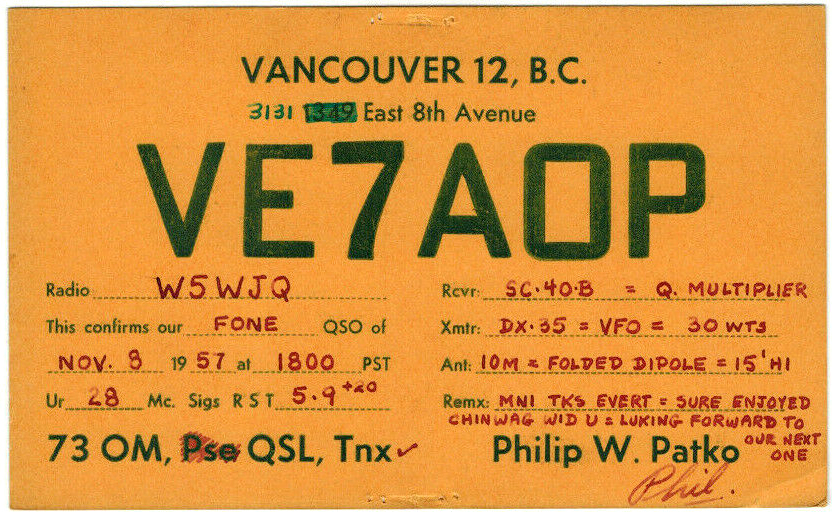 VANCOUVER 12, B.C.
3131 1349 East 8th Avenue
VE7AOP
Radio W5WJQ
This confirms our FONE QSO of
NOV. 8 1957 at 1800 PST
Ur 28 Mc. Sigs R S T 5.9 +20
73 OM, Pse QSL, Tnx ✓
Rcvr: SC.40.B = Q. MULTIPLIER
Xmtr: DX.35 = VFO = 30 WTS
Ant: 10M = FOLDED DIPOLE = 15' HI
Remx: MNI TKS EVERT = SURE ENJOYED
CHINWAG WID U = LUKING FORWARD TO
OUR NEXT
ONE
Philip W. Patko
Phil.